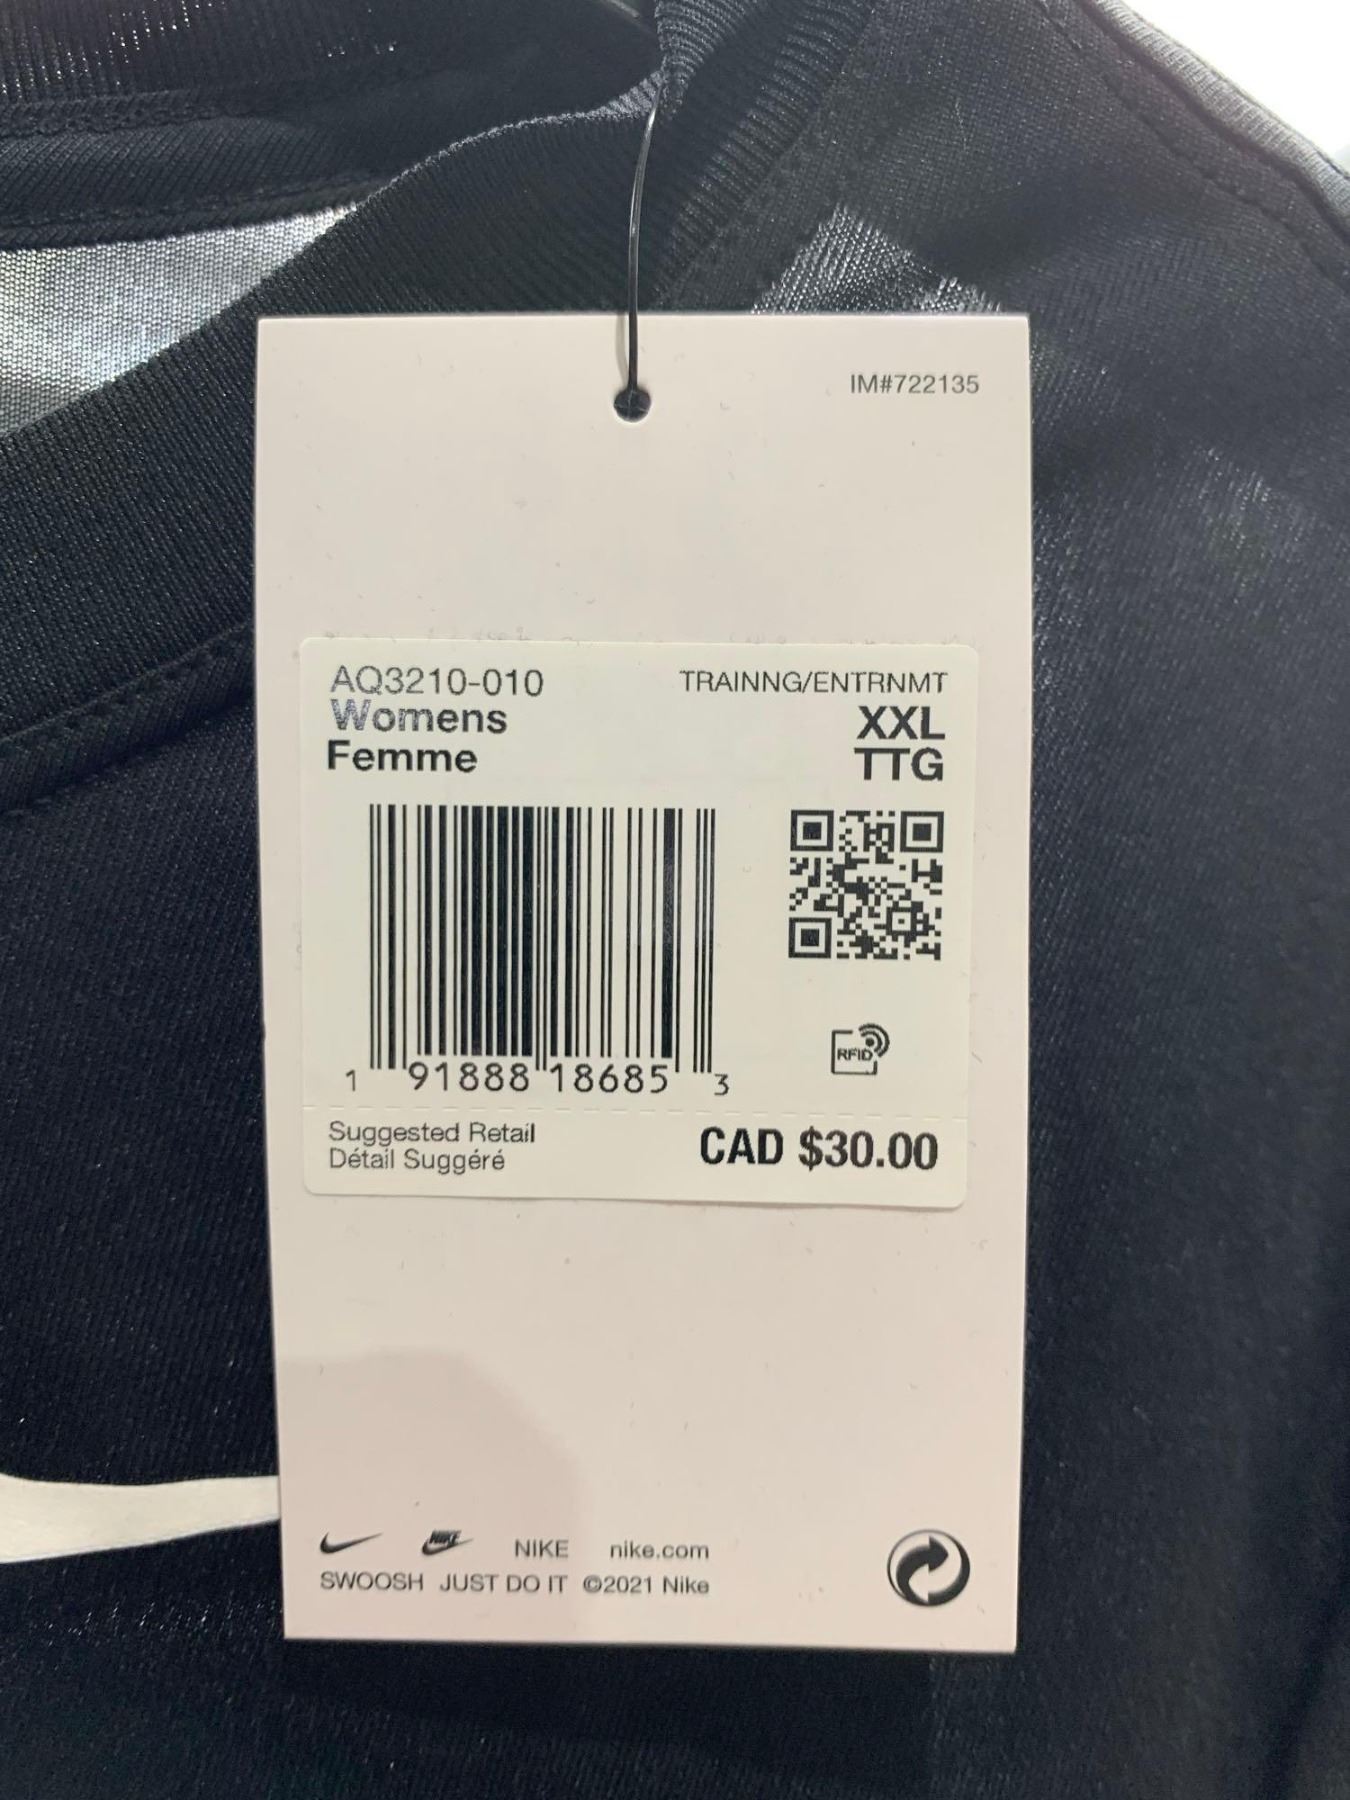 IM#722135
AQ3210-010 TRAINNG/ENTRNMT
Womens XXL
Femme TTG
1 91888 18685 3
RFID
Suggested Retail CAD $30.00
Détail Suggéré
NIKE NIKE nike.com
SWOOSH JUST DO IT ©2021 Nike